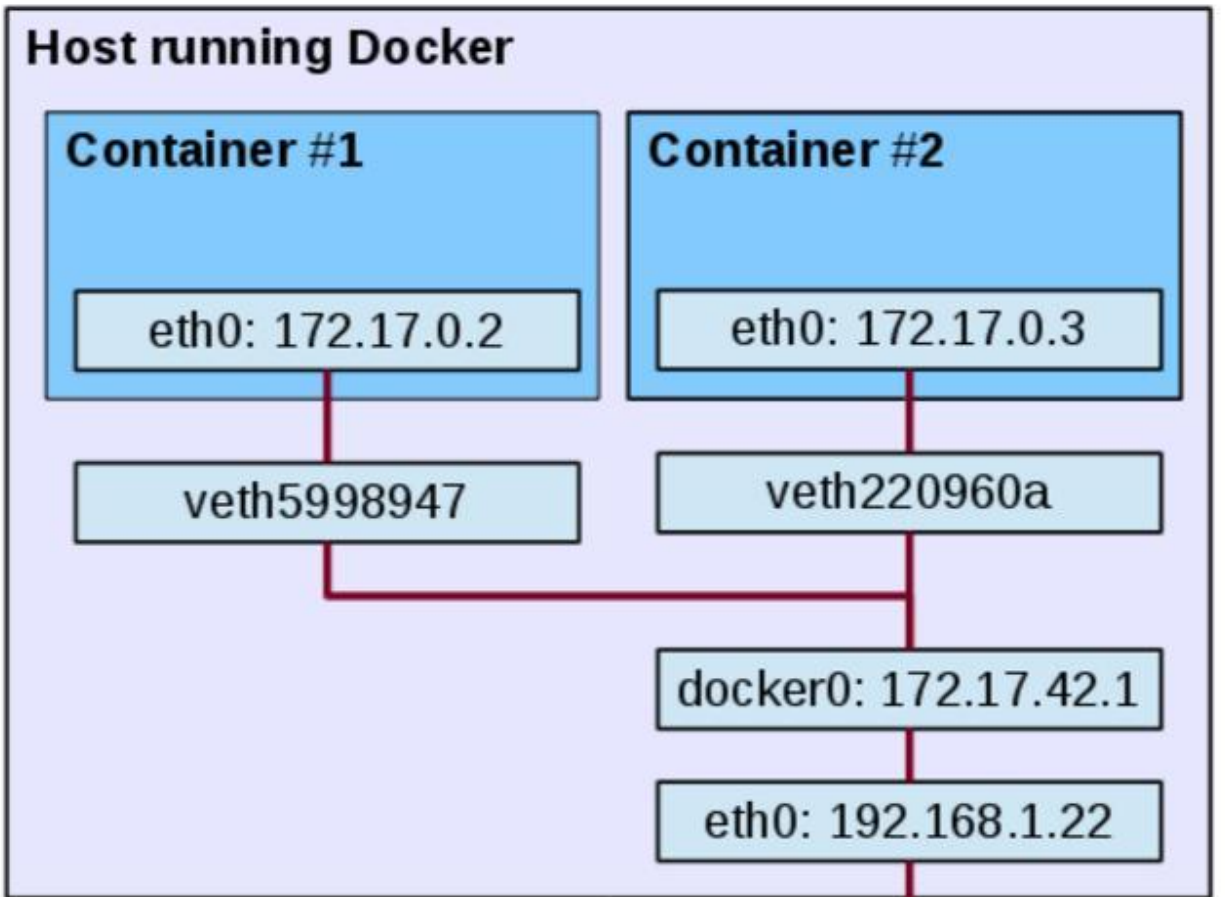 Host running Docker
Container #1
Container #2
eth0: 172.17.0.2
eth0: 172.17.0.3
veth5998947
veth220960a
docker0: 172.17.42.1
eth0: 192.168.1.22